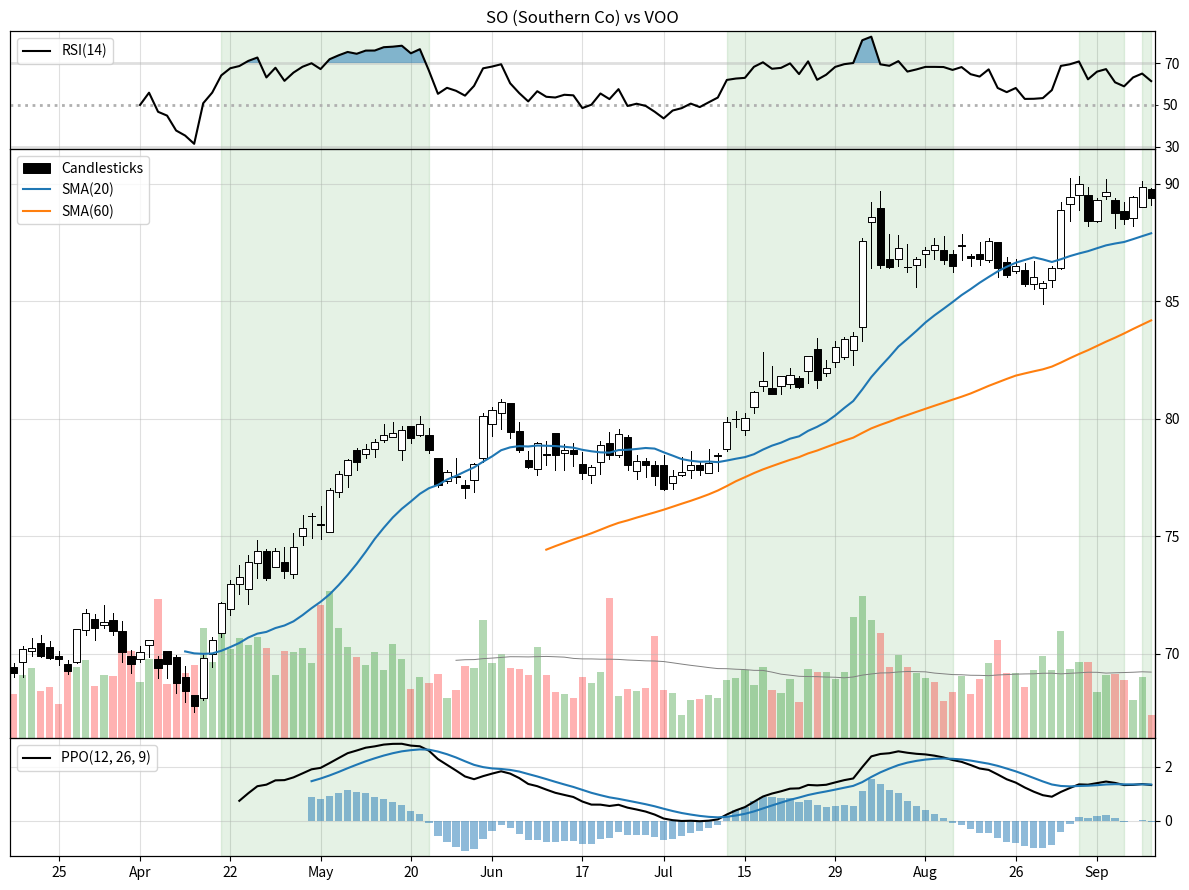 SO (Southern Co) vs VOO
RSI(14)
70
50
30
Candlesticks
SMA(20)
SMA(60)
90
85
80
75
70
PPO(12, 26, 9)
2
0
25 Apr 22 May 20 Jun 17 Jul 15 29 Aug 26 Sep